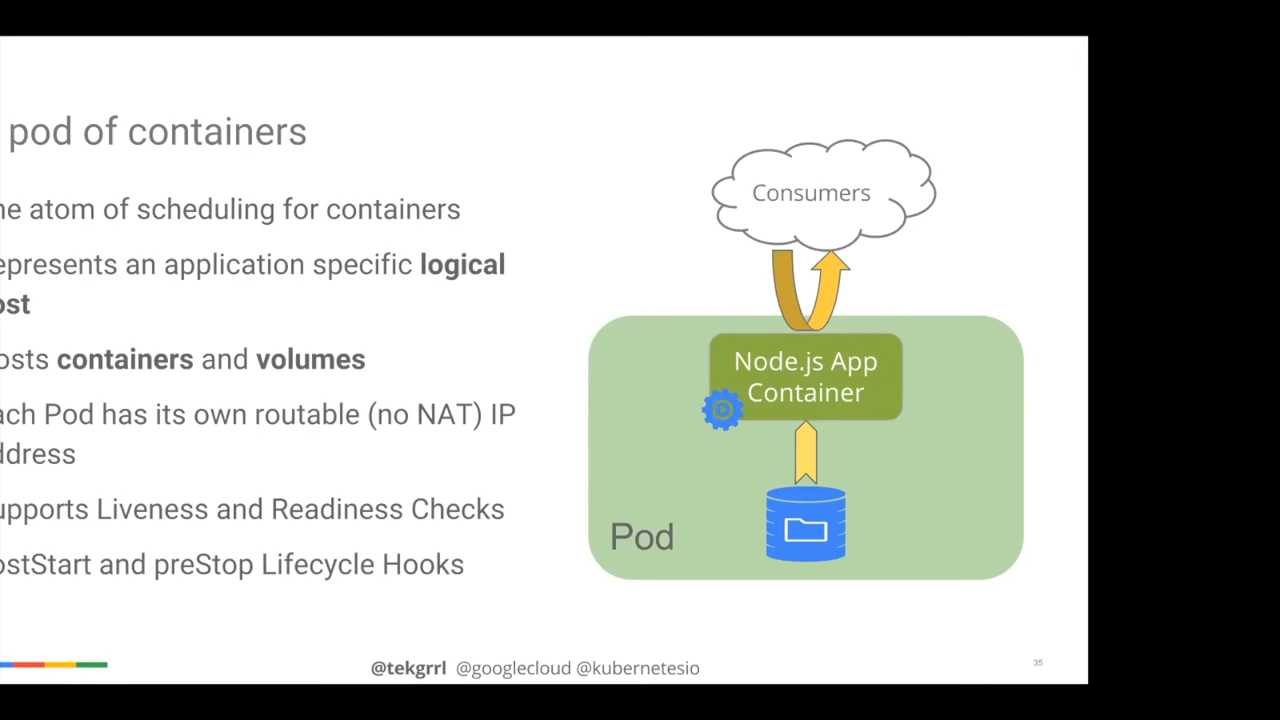 pod of containers
he atom of scheduling for containers
epresents an application specific logical
ost
osts containers and volumes
ach Pod has its own routable (no NAT) IP
ddress
upports Liveness and Readiness Checks
ostStart and preStop Lifecycle Hooks
Consumers
Node.js App
Container
Pod
@tekgrrl @googlecloud @kubernetesio
35